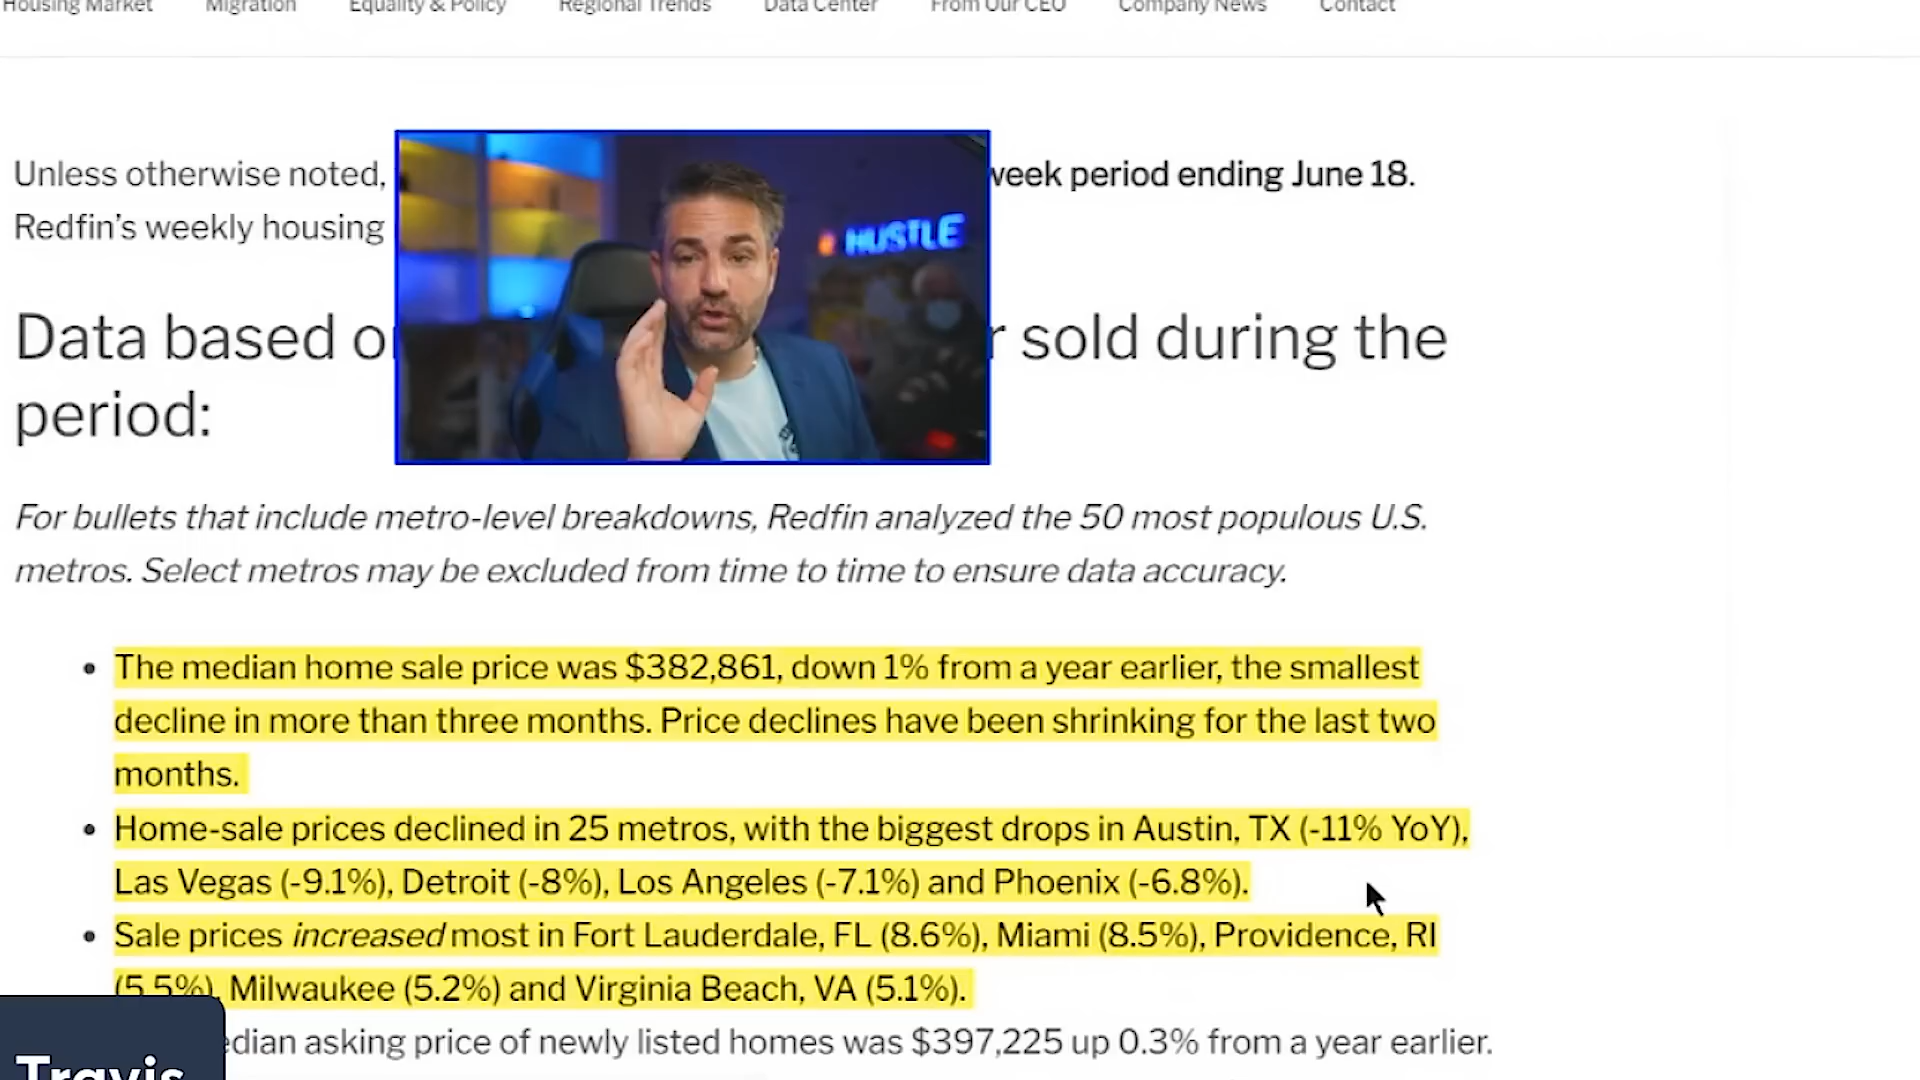 Housing Market Migration Equality & Policy Regional Trends Data Center From Our CEO Company News Contact
Unless otherwise noted, week period ending June 18.
Redfin’s weekly housing
HUSTLE
Data based sold during the
period:
For bullets that include metro-level breakdowns, Redfin analyzed the 50 most populous U.S.
metros. Select metros may be excluded from time to time to ensure data accuracy.
• The median home sale price was $382,861, down 1% from a year earlier, the smallest
decline in more than three months. Price declines have been shrinking for the last two
months.
• Home-sale prices declined in 25 metros, with the biggest drops in Austin, TX (-11% YoY),
Las Vegas (-9.1%), Detroit (-8%), Los Angeles (-7.1%) and Phoenix (-6.8%).
• Sale prices increased most in Fort Lauderdale, FL (8.6%), Miami (8.5%), Providence, RI
(5.5%), Milwaukee (5.2%) and Virginia Beach, VA (5.1%).
asking price of newly listed homes was $397,225 up 0.3% from a year earlier.
Travis